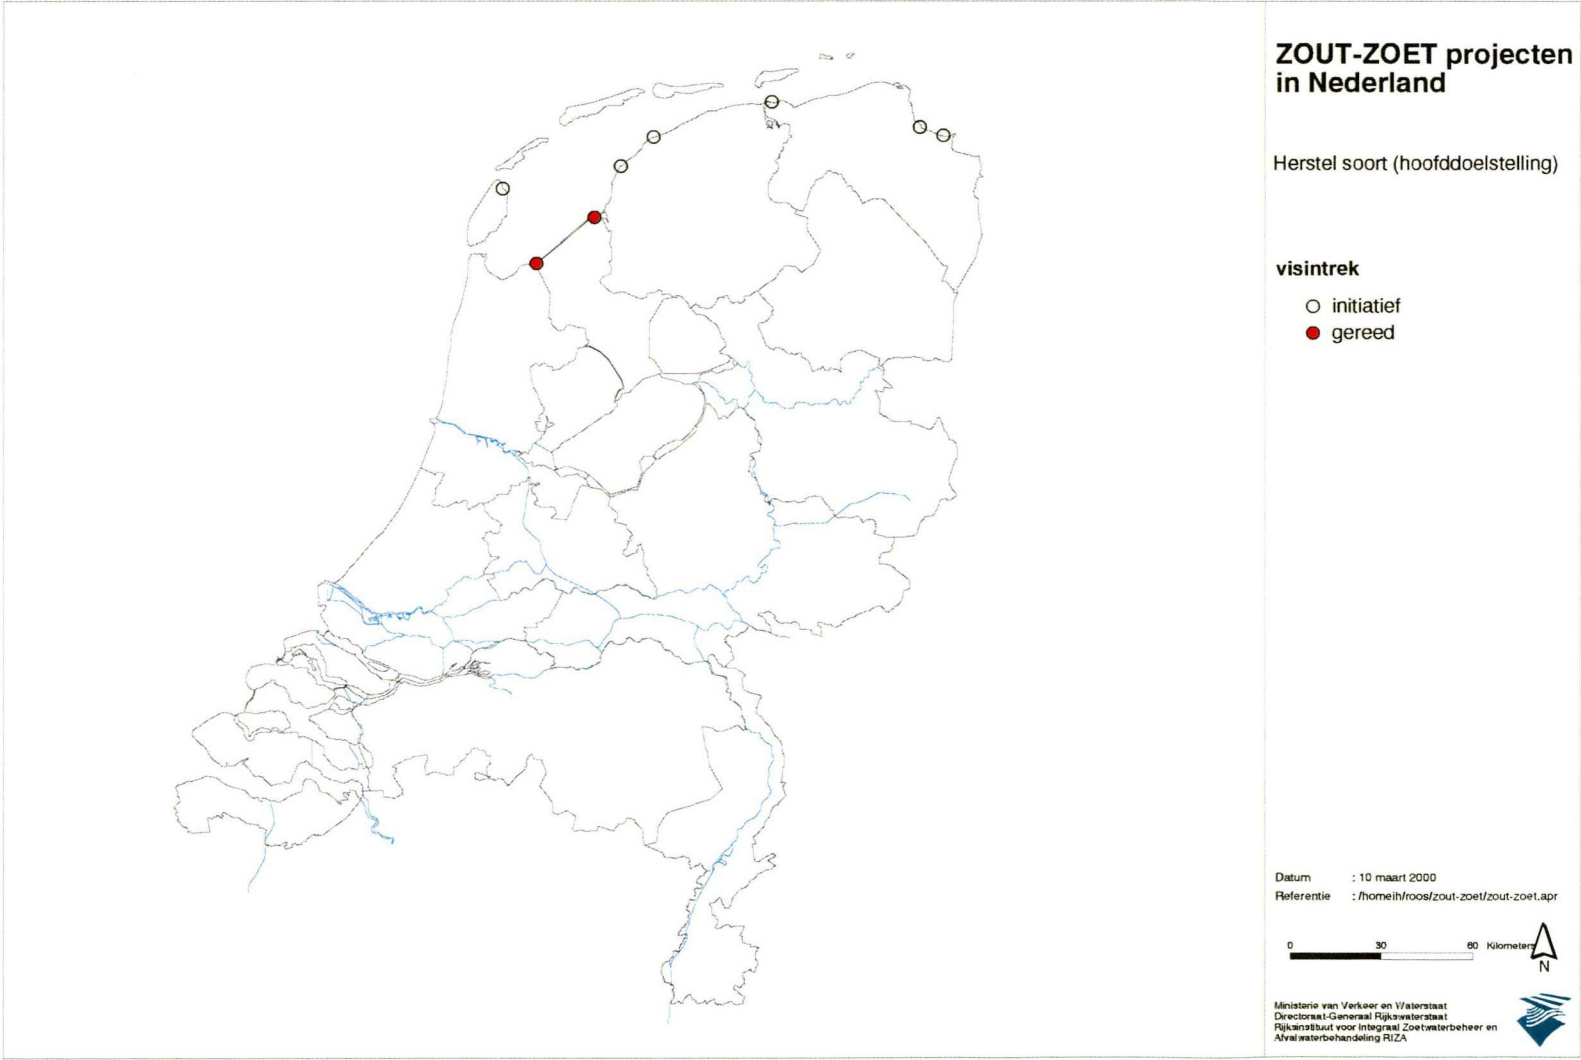 ZOUT-ZOET projecten
in Nederland
Herstel soort (hoofddoelstelling)
visintrek
initiatief
gereed
Datum : 10 maart 2000
Referentie : /homeih/roos/zout-zoet/zout-zoet.apr
0 30 60 Kilometers
N
Ministerie van Verkeer en Waterstaat
Directoraat-Generaal Rijkswaterstaat
Rijksinstituut voor Integraal Zoetwaterbeheer en
Afvalwaterbehandeling RIZA